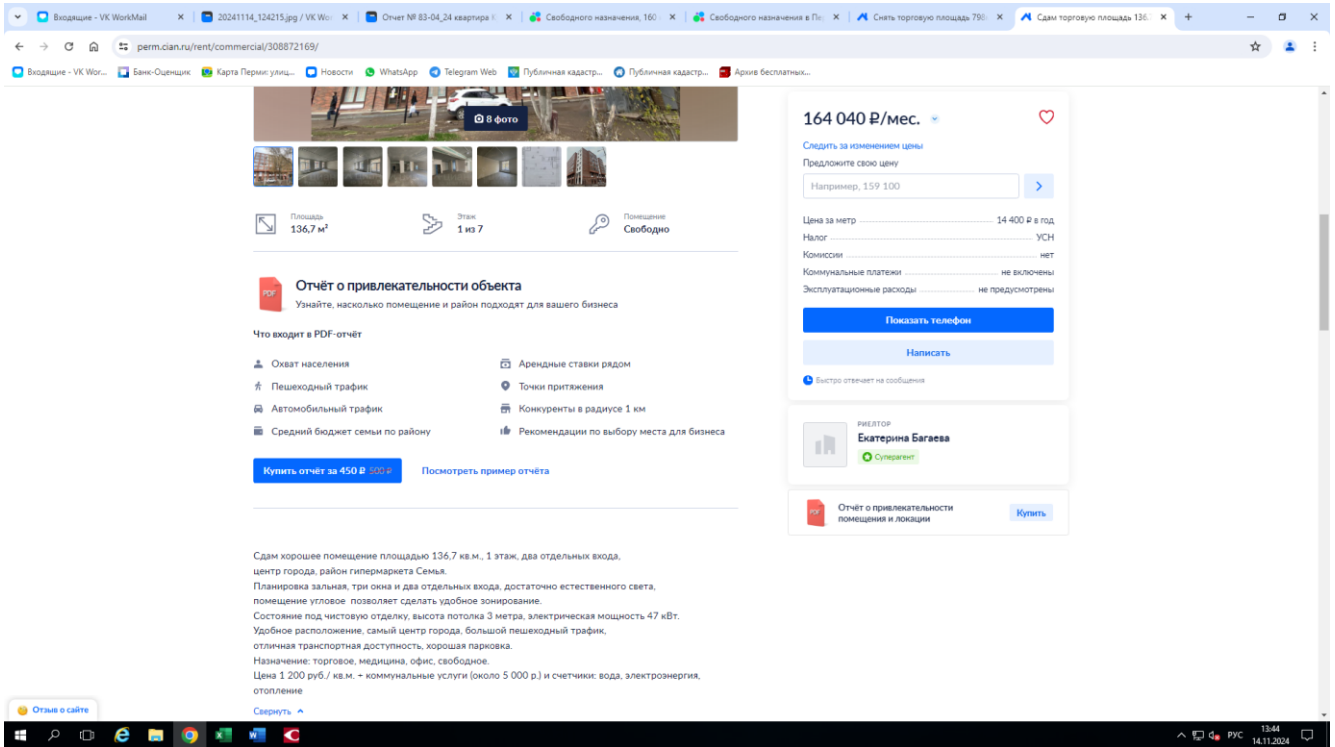 Входящие - VK WorkMail
20241114_124215.jpg / VK Wor
Отчет № 83-04_24 квартира К
Свободного назначения, 160
Свободного назначения в Пе
Снять торговую площадь 798
Сдам торговую площадь 136.7
perm.cian.ru/rent/commercial/308872169/
Входящие - VK Wor...
Банк-Оценщик
Карта Перми: улиц...
Новости
WhatsApp
Telegram Web
Публичная кадастр...
Публичная кадастр...
Архив бесплатных...
8 фото
Площадь
136,7 м²
Этаж
1 из 7
Помещение
Свободно
PDF
Отчёт о привлекательности объекта
Узнайте, насколько помещение и район подходят для вашего бизнеса
Что входит в PDF-отчёт
Охват населения
Арендные ставки рядом
Пешеходный трафик
Точки притяжения
Автомобильный трафик
Конкуренты в радиусе 1 км
Средний бюджет семьи по району
Рекомендации по выбору места для бизнеса
Купить отчёт за 450 ₽ 500 ₽
Посмотреть пример отчёта
Сдам хорошее помещение площадью 136,7 кв.м., 1 этаж, два отдельных входа,
центр города, район гипермаркета Семья.
Планировка зальная, три окна и два отдельных входа, достаточно естественного света,
помещение угловое позволяет сделать удобное зонирование.
Состояние под чистовую отделку, высота потолка 3 метра, электрическая мощность 47 кВт.
Удобное расположение, самый центр города, большой пешеходный трафик,
отличная транспортная доступность, хорошая парковка.
Назначение: торговое, медицина, офис, свободное.
Цена 1 200 руб./ кв.м. + коммунальные услуги (около 5 000 р.) и счетчики: вода, электроэнергия,
отопление
Свернуть
164 040 ₽/мес.
Следить за изменением цены
Предложите свою цену
Например, 159 100
Цена за метр 14 400 ₽ в год
Налог УСН
Комиссии нет
Коммунальные платежи не включены
Эксплуатационные расходы не предусмотрены
Показать телефон
Написать
Быстро отвечает на сообщения
РИЕЛТОР
Екатерина Багаева
Суперагент
PDF
Отчёт о привлекательности
помещения и локации
Купить
Отзыв о сайте
РУС
13:44
14.11.2024